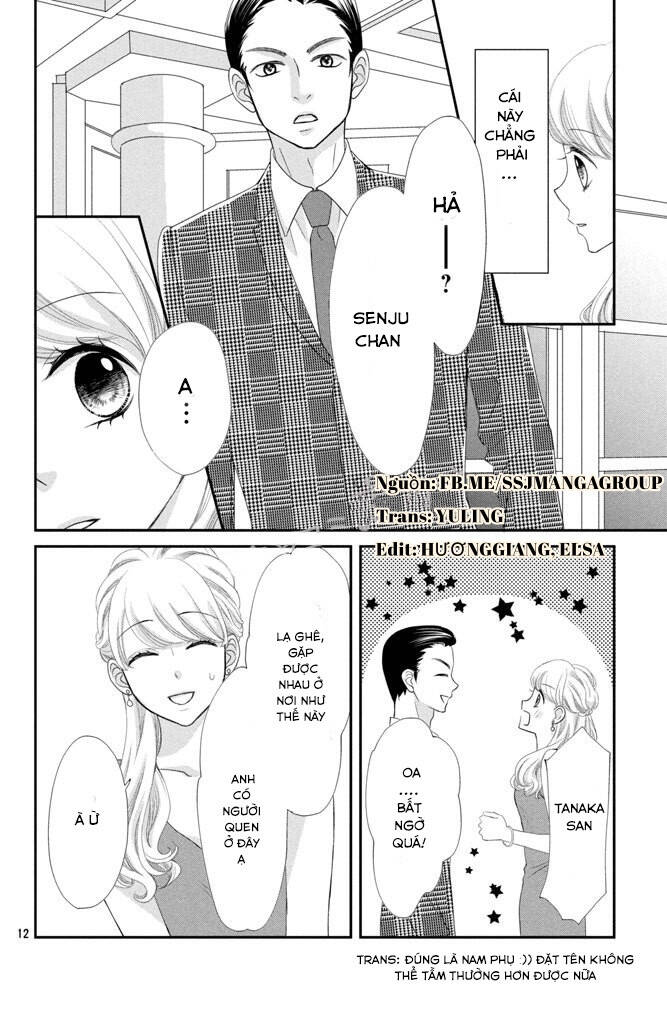 CÁI
NÀY
CHẲNG
PHẢI
...
HẢ
—?
SENJU
CHAN
A
...
Nguồn: FB.ME/SSJMANGAGROUP
Trans: YULING
Edit: HƯƠNGGIANG_ELSA
TANAKA
SAN
OA
....
BẤT
NGỜ
QUÁ!
LẠ GHÊ,
GẶP
ĐƯỢC
NHAU Ở
NƠI NHƯ
THẾ NÀY
ANH
CÓ
NGƯỜI
QUEN
Ở ĐÂY
Ạ
À Ừ
12
TRANS: ĐÚNG LÀ NAM PHỤ :)) ĐẶT TÊN KHÔNG
THỂ TẦM THƯỜNG HƠN ĐƯỢC NỮA